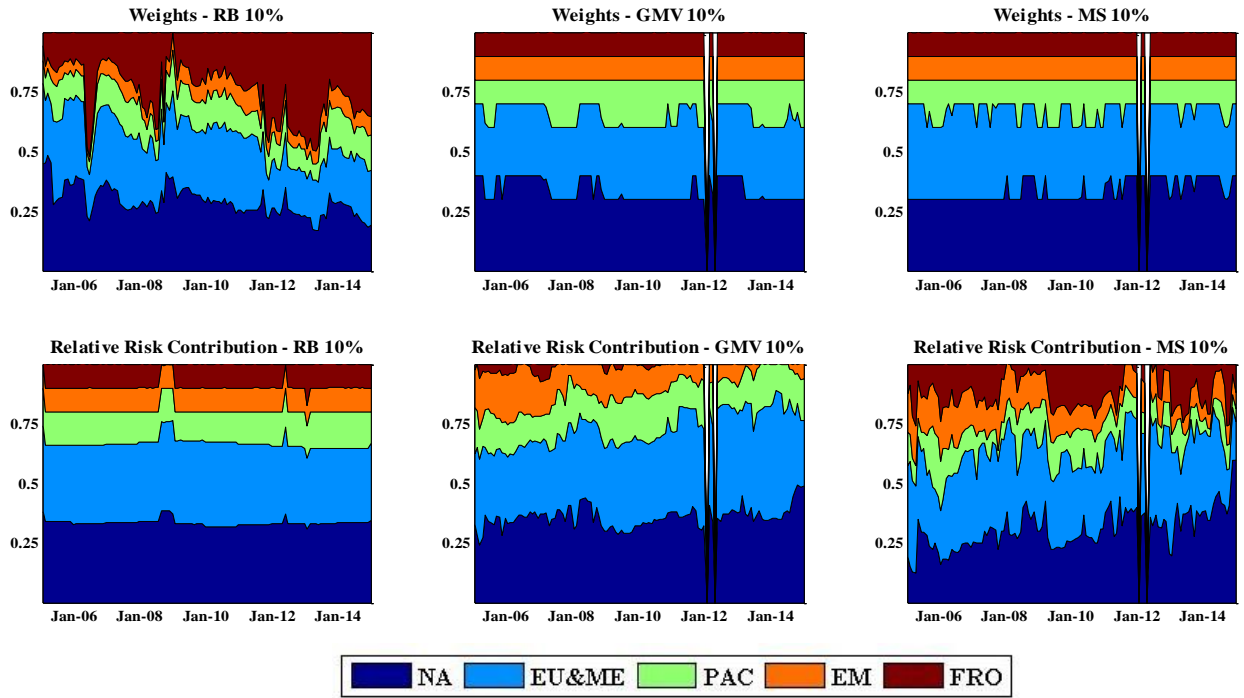 Weights - RB 10%
0.75
0.5
0.25
Jan-06 Jan-08 Jan-10 Jan-12 Jan-14
Weights - GMV 10%
0.75
0.5
0.25
Jan-06 Jan-08 Jan-10 Jan-12 Jan-14
Weights - MS 10%
0.75
0.5
0.25
Jan-06 Jan-08 Jan-10 Jan-12 Jan-14
Relative Risk Contribution - RB 10%
0.75
0.5
0.25
Jan-06 Jan-08 Jan-10 Jan-12 Jan-14
Relative Risk Contribution - GMV 10%
0.75
0.5
0.25
Jan-06 Jan-08 Jan-10 Jan-12 Jan-14
Relative Risk Contribution - MS 10%
0.75
0.5
0.25
Jan-06 Jan-08 Jan-10 Jan-12 Jan-14
NA EU&ME PAC EM FRO